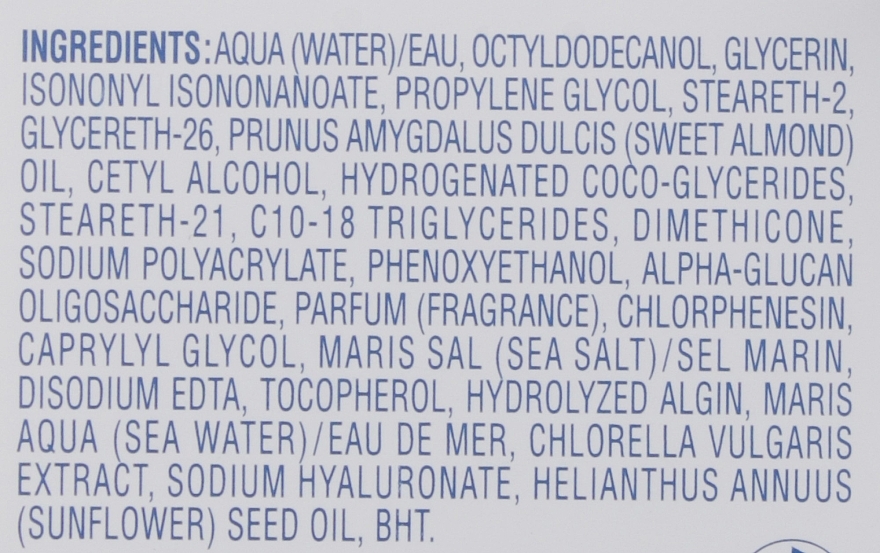 INGREDIENTS: AQUA (WATER)/EAU, OCTYLDODECANOL, GLYCERIN,
ISONONYL ISONONANOATE, PROPYLENE GLYCOL, STEARETH-2,
GLYCERETH-26, PRUNUS AMYGDALUS DULCIS (SWEET ALMOND)
OIL, CETYL ALCOHOL, HYDROGENATED COCO-GLYCERIDES,
STEARETH-21, C10-18 TRIGLYCERIDES, DIMETHICONE,
SODIUM POLYACRYLATE, PHENOXYETHANOL, ALPHA-GLUCAN
OLIGOSACCHARIDE, PARFUM (FRAGRANCE), CHLORPHENESIN,
CAPRYLYL GLYCOL, MARIS SAL (SEA SALT)/SEL MARIN,
DISODIUM EDTA, TOCOPHEROL, HYDROLYZED ALGIN, MARIS
AQUA (SEA WATER)/EAU DE MER, CHLORELLA VULGARIS
EXTRACT, SODIUM HYALURONATE, HELIANTHUS ANNUUS
(SUNFLOWER) SEED OIL, BHT.